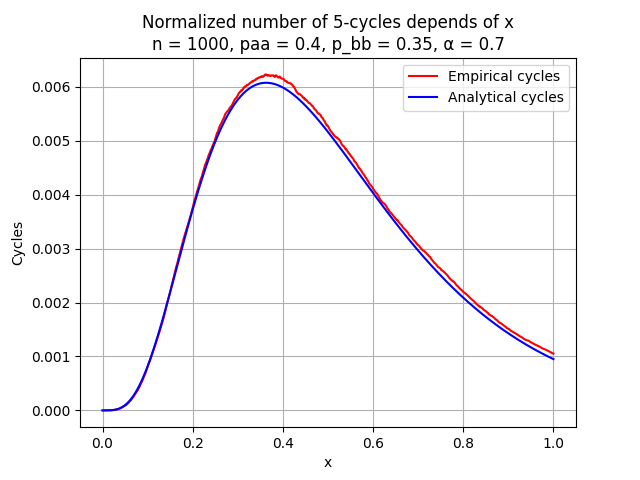 Normalized number of 5-cycles depends of x
n = 1000, paa = 0.4, p_bb = 0.35, α = 0.7
Empirical cycles
Analytical cycles
0.006
0.005
0.004
0.003
0.002
0.001
0.000
Cycles
0.0 0.2 0.4 0.6 0.8 1.0
x